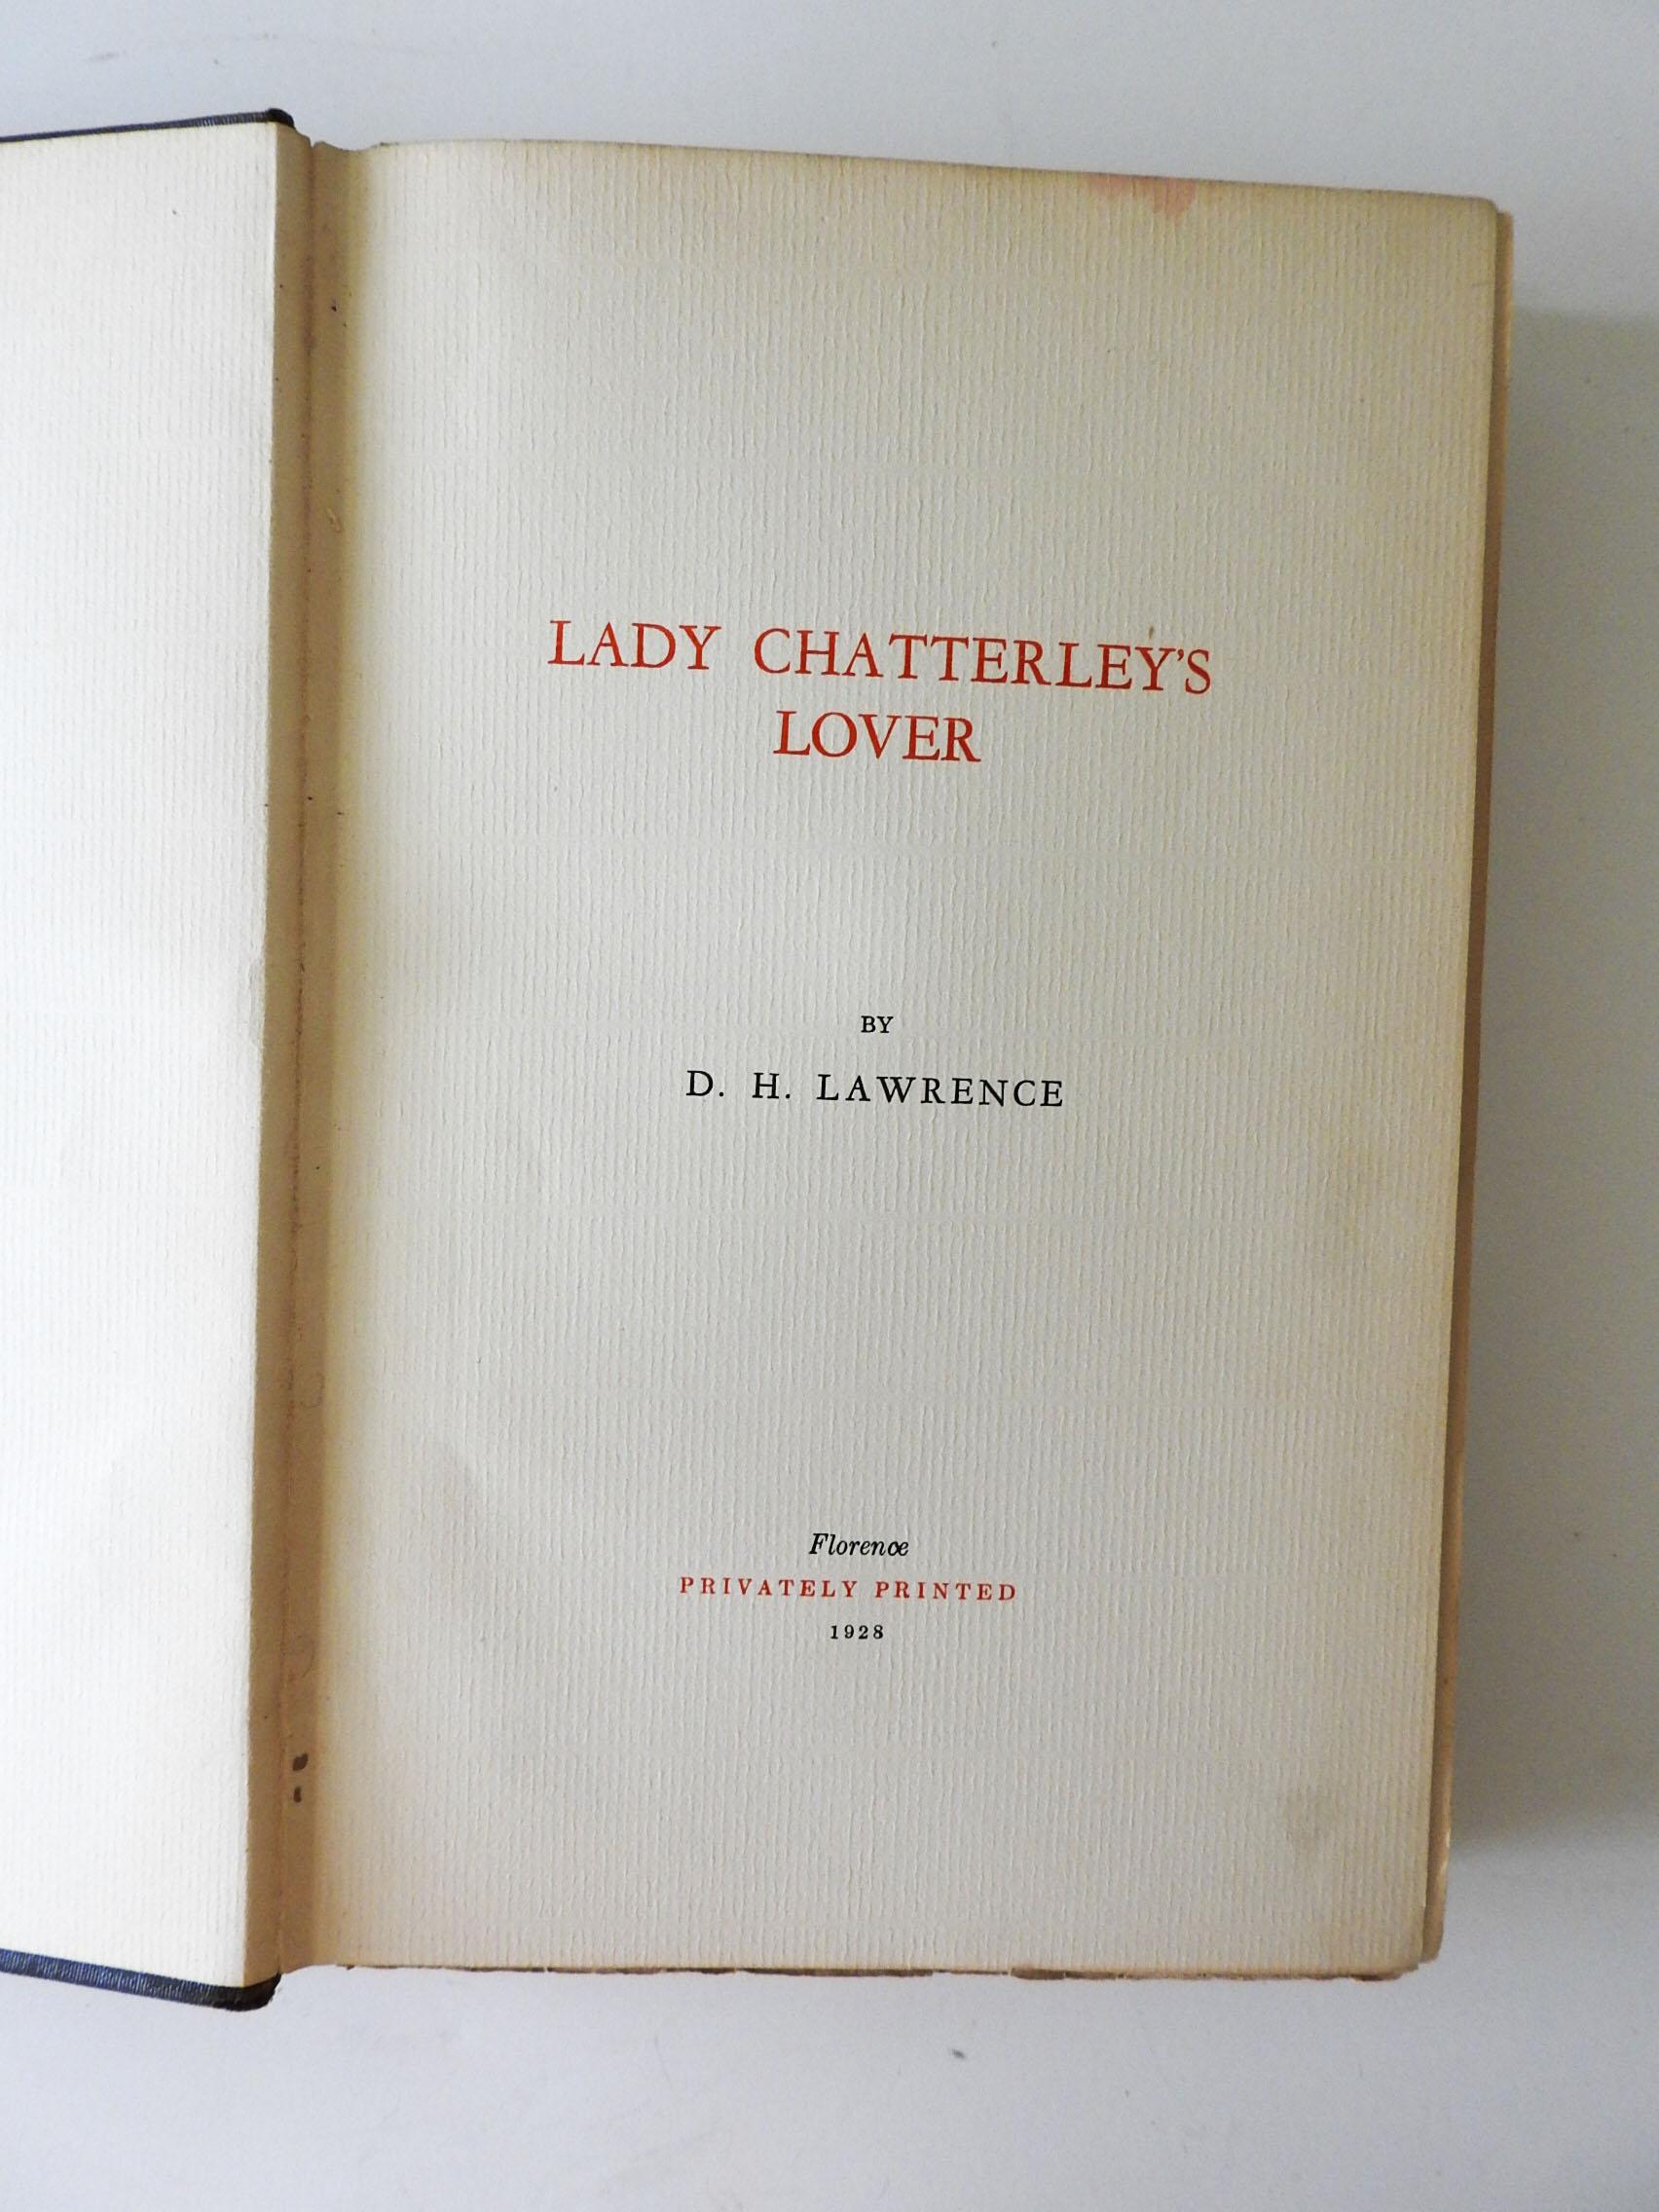 LADY CHATTERLEY'S
LOVER
BY
D. H. LAWRENCE
Florence
PRIVATELY PRINTED
1928